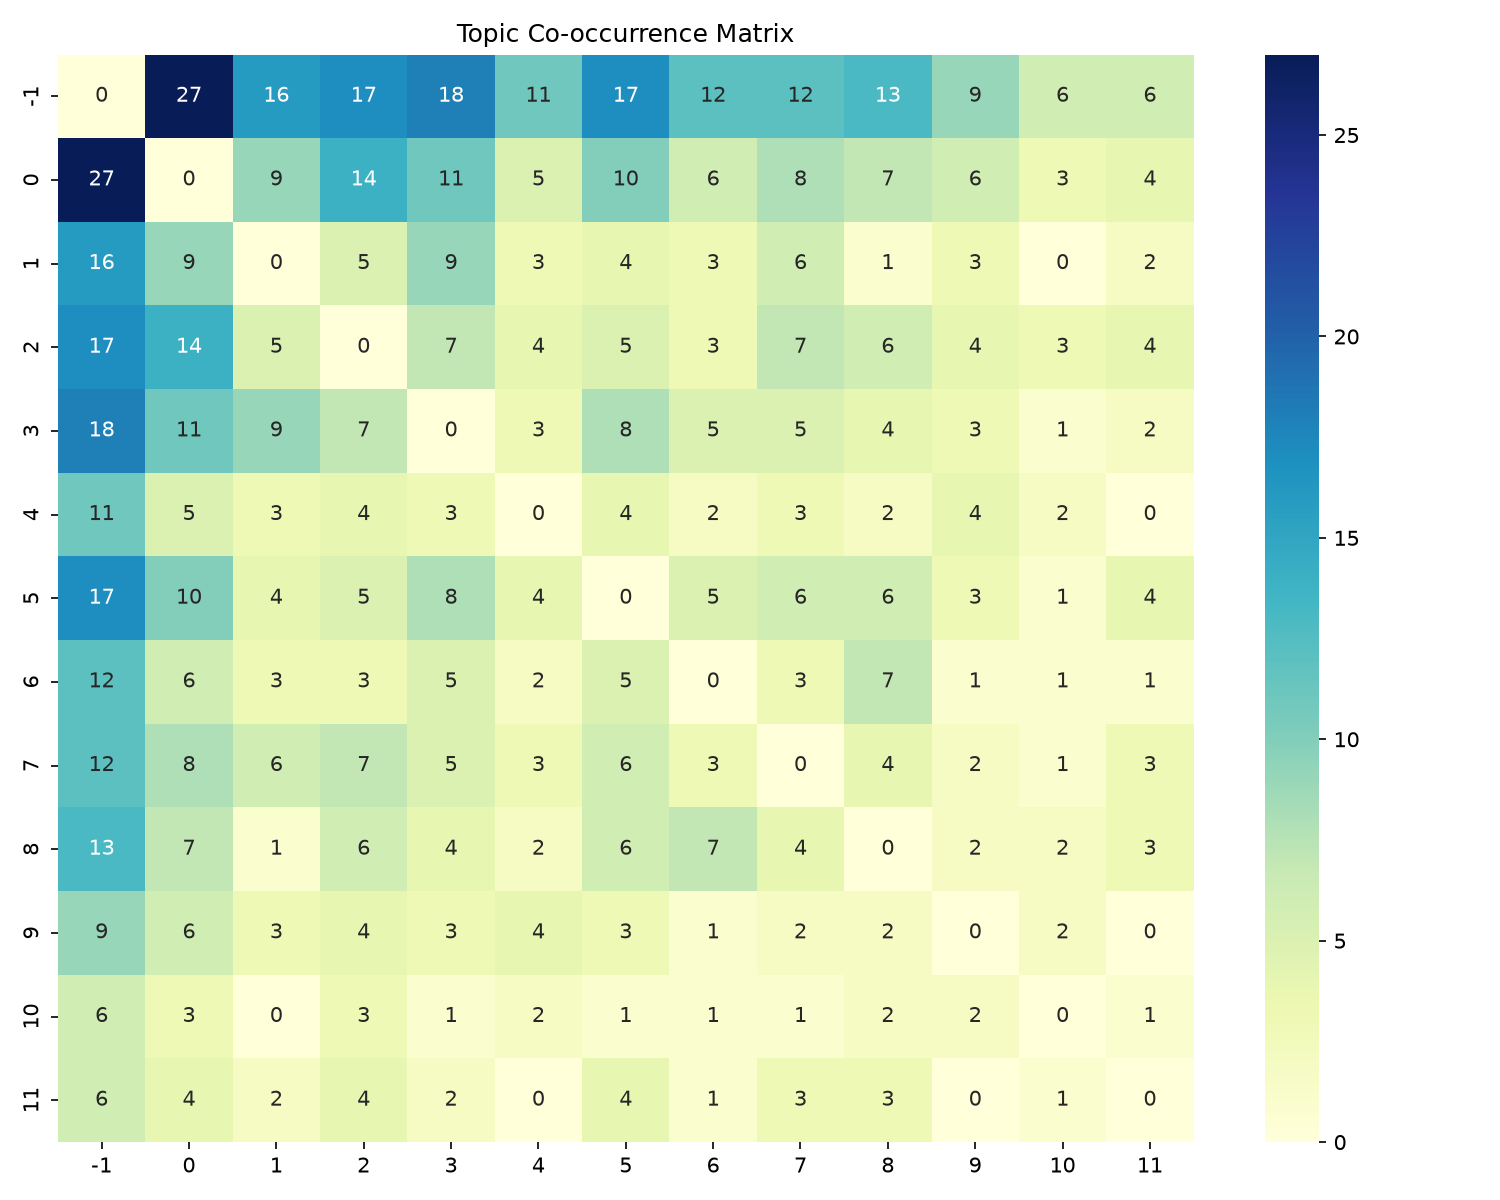 Topic Co-occurrence Matrix
-1 0 27 16 17 18 11 17 12 12 13 9 6 6
0 27 0 9 14 11 5 10 6 8 7 6 3 4
1 16 9 0 5 9 3 4 3 6 1 3 0 2
2 17 14 5 0 7 4 5 3 7 6 4 3 4
3 18 11 9 7 0 3 8 5 5 4 3 1 2
4 11 5 3 4 3 0 4 2 3 2 4 2 0
5 17 10 4 5 8 4 0 5 6 6 3 1 4
6 12 6 3 3 5 2 5 0 3 7 1 1 1
7 12 8 6 7 5 3 6 3 0 4 2 1 3
8 13 7 1 6 4 2 6 7 4 0 2 2 3
9 9 6 3 4 3 4 3 1 2 2 0 2 0
10 6 3 0 3 1 2 1 1 1 2 2 0 1
11 6 4 2 4 2 0 4 1 3 3 0 1 0
-1 0 1 2 3 4 5 6 7 8 9 10 11
25
20
15
10
5
0